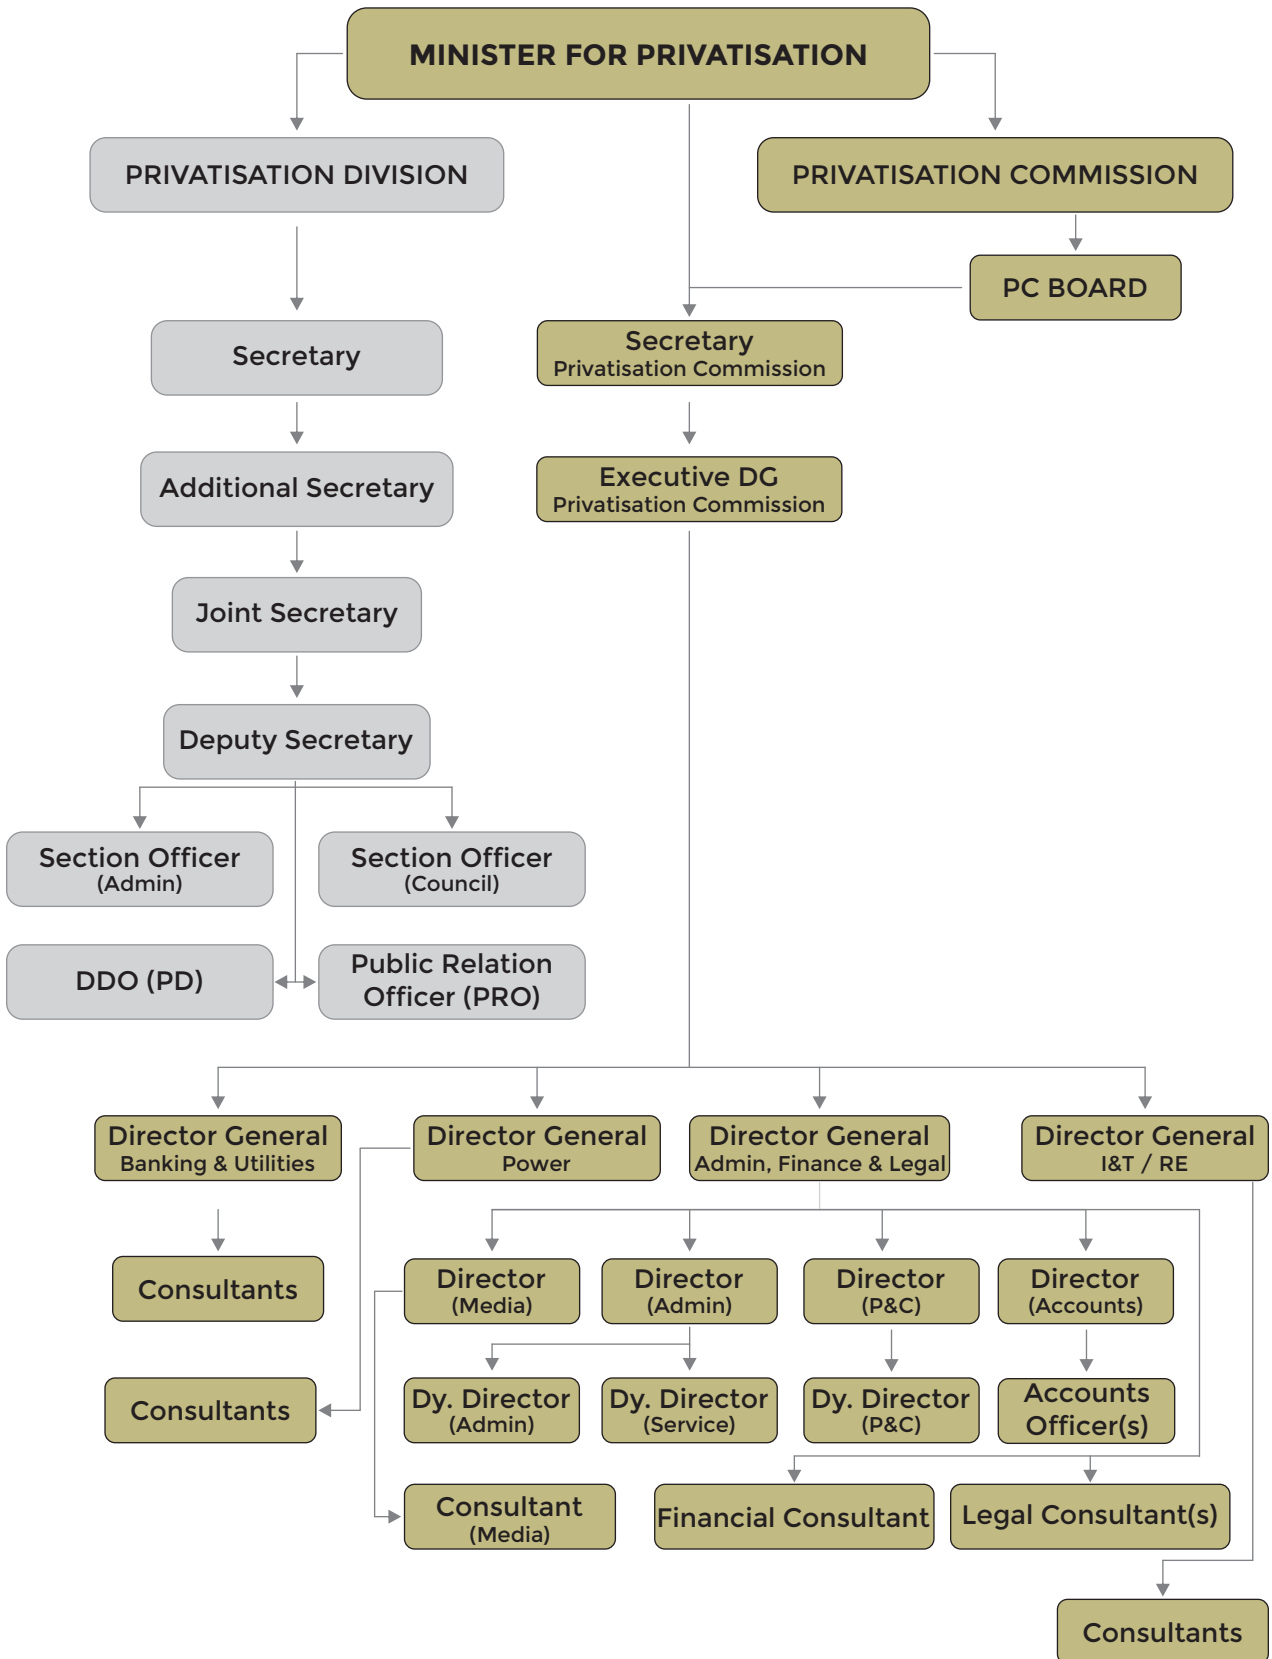 MINISTER FOR PRIVATISATION
PRIVATISATION DIVISION
PRIVATISATION COMMISSION
PC BOARD
Secretary
Secretary
Privatisation Commission
Additional Secretary
Executive DG
Privatisation Commission
Joint Secretary
Deputy Secretary
Section Officer
(Admin)
Section Officer
(Council)
DDO (PD)
Public Relation
Officer (PRO)
Director General
Banking & Utilities
Director General
Power
Director General
Admin, Finance & Legal
Director General
I&T / RE
Consultants
Director
(Media)
Director
(Admin)
Director
(P&C)
Director
(Accounts)
Consultants
Dy. Director
(Admin)
Dy. Director
(Service)
Dy. Director
(P&C)
Accounts
Officer(s)
Consultant
(Media)
Financial Consultant
Legal Consultant(s)
Consultants